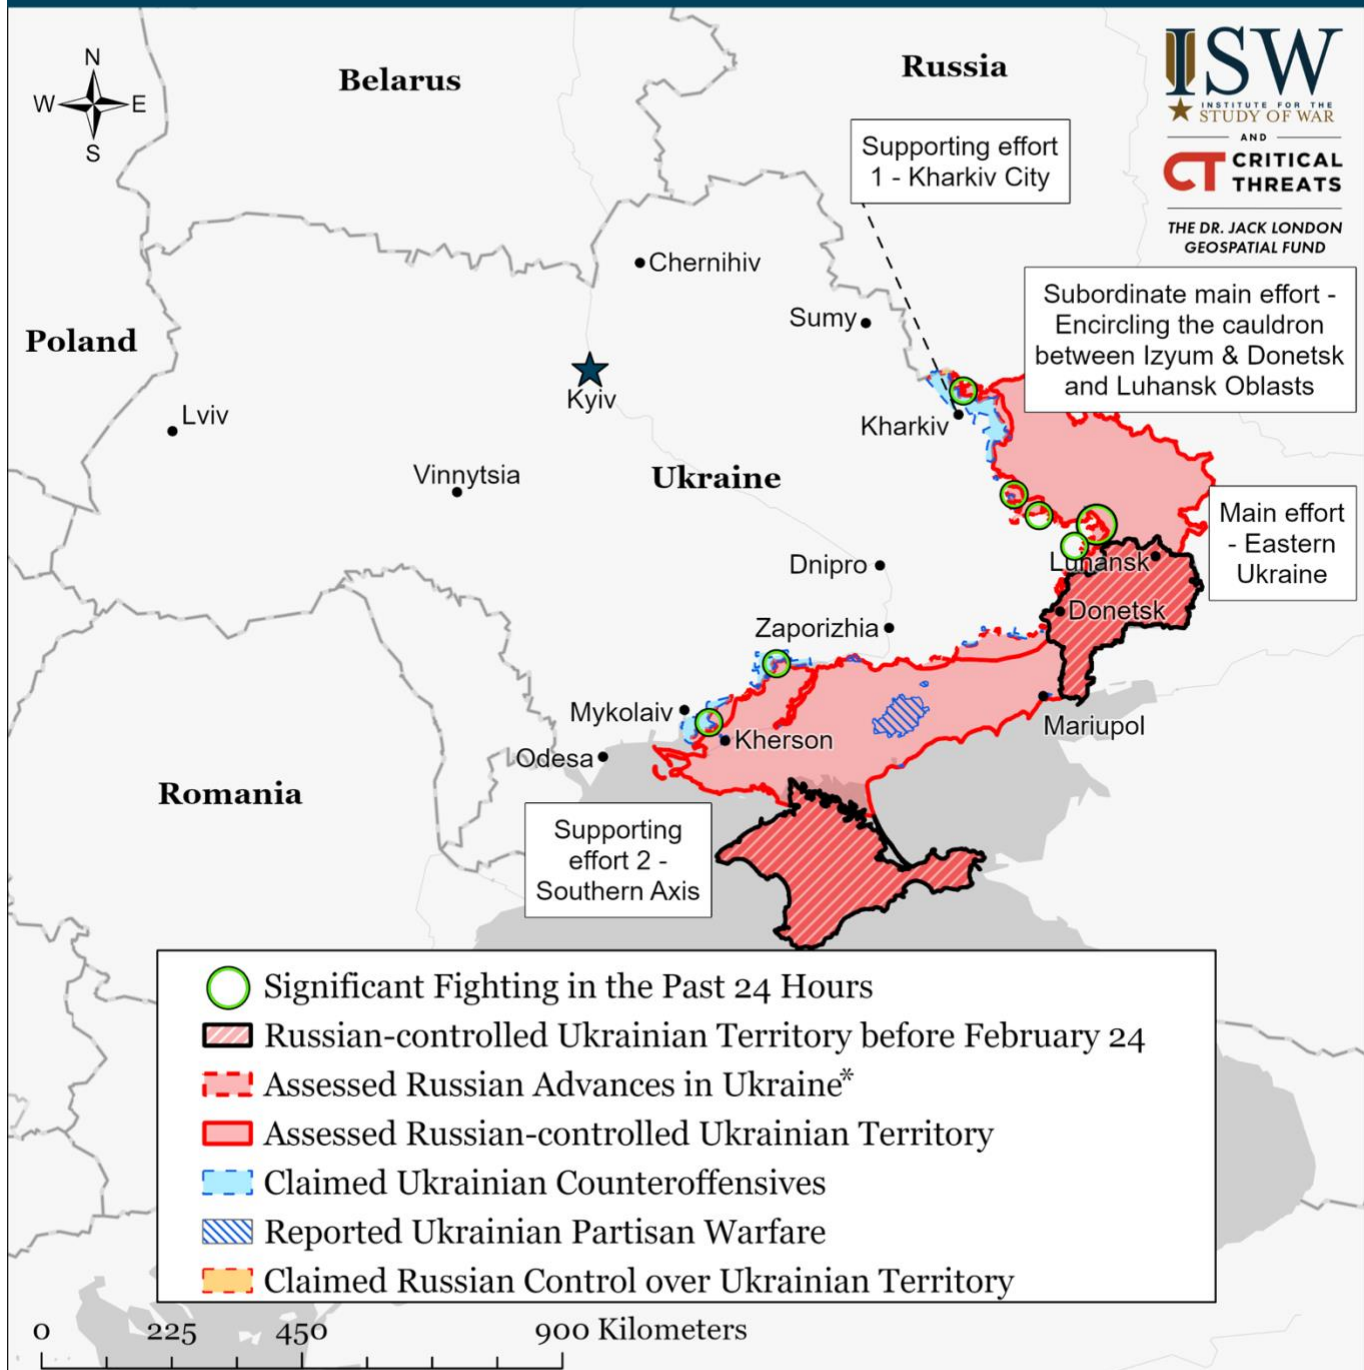 N
W
E
S
Belarus
Russia
ISW
INSTITUTE FOR THE
STUDY OF WAR
AND
CT CRITICAL
THREATS
THE DR. JACK LONDON
GEOSPATIAL FUND
Supporting effort
1 - Kharkiv City
Chernihiv
Sumy
Subordinate main effort -
Encircling the cauldron
between Izyum & Donetsk
and Luhansk Oblasts
Poland
Kyiv
Lviv
Kharkiv
Vinnytsia
Ukraine
Main effort
- Eastern
Ukraine
Dnipro
Luhansk
Donetsk
Zaporizhia
Mykolaiv
Mariupol
Kherson
Odesa
Romania
Supporting
effort 2 -
Southern Axis
Significant Fighting in the Past 24 Hours
Russian-controlled Ukrainian Territory before February 24
Assessed Russian Advances in Ukraine*
Assessed Russian-controlled Ukrainian Territory
Claimed Ukrainian Counteroffensives
Reported Ukrainian Partisan Warfare
Claimed Russian Control over Ukrainian Territory
0 225 450 900 Kilometers